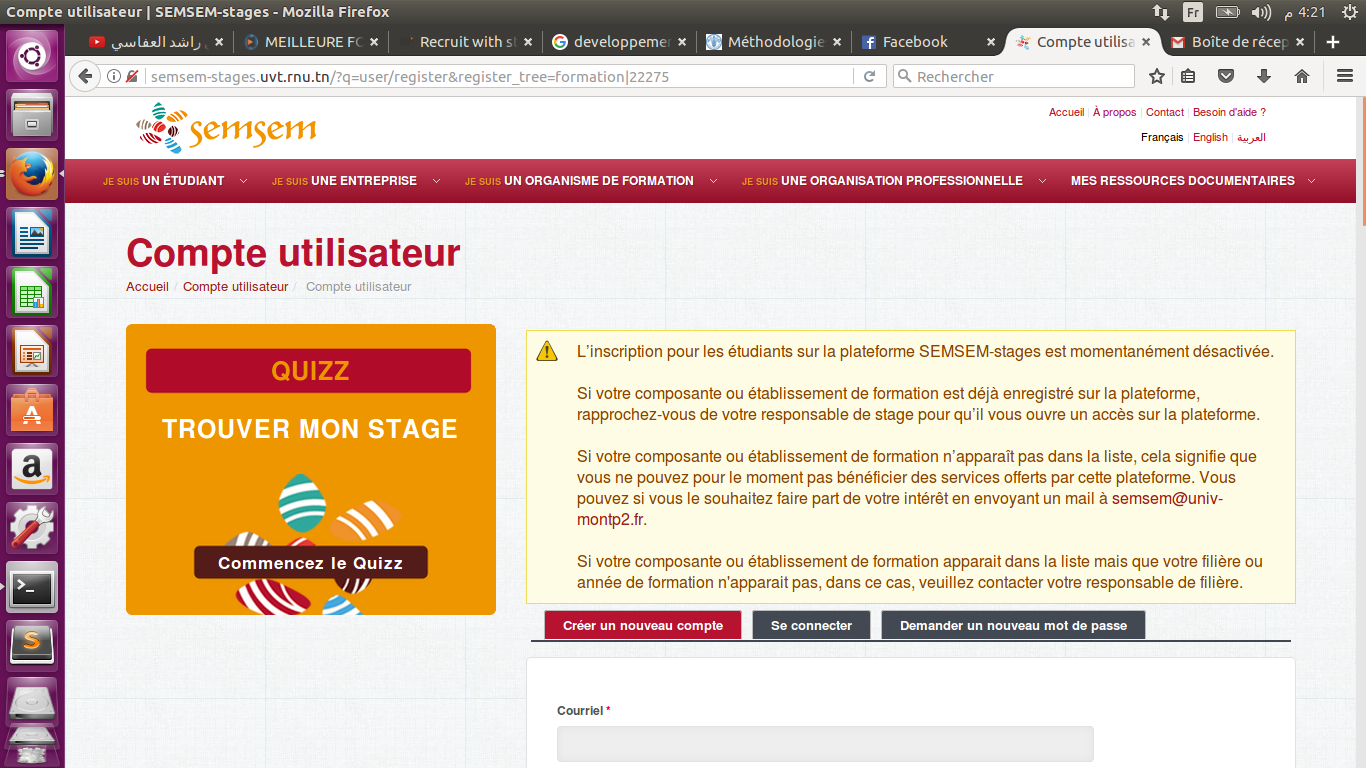 Compte utilisateur | SEMSEM-stages - Mozilla Firefox
Fr
4:21 م
راشد العفاسي
MEILLEURE FC
Recruit with st
developpemen
Méthodologie
Facebook
Compte utilisa
Boîte de récep
semsem-stages.uvt.rnu.tn/?q=user/register&register_tree=formation|22275
Rechercher
semsem
Accueil | À propos | Contact | Besoin d'aide ?
Français | English | العربية
JE SUIS UN ÉTUDIANT
JE SUIS UNE ENTREPRISE
JE SUIS UN ORGANISME DE FORMATION
JE SUIS UNE ORGANISATION PROFESSIONNELLE
MES RESSOURCES DOCUMENTAIRES
Compte utilisateur
Accueil / Compte utilisateur / Compte utilisateur
QUIZZ
TROUVER MON STAGE
Commencez le Quizz
L'inscription pour les étudiants sur la plateforme SEMSEM-stages est momentanément désactivée.
Si votre composante ou établissement de formation est déjà enregistré sur la plateforme,
rapprochez-vous de votre responsable de stage pour qu'il vous ouvre un accès sur la plateforme.
Si votre composante ou établissement de formation n'apparaît pas dans la liste, cela signifie que
vous ne pouvez pour le moment pas bénéficier des services offerts par cette plateforme. Vous
pouvez si vous le souhaitez faire part de votre intérêt en envoyant un mail à semsem@univ-
montp2.fr.
Si votre composante ou établissement de formation apparait dans la liste mais que votre filière ou
année de formation n'apparait pas, dans ce cas, veuillez contacter votre responsable de filière.
Créer un nouveau compte
Se connecter
Demander un nouveau mot de passe
Courriel *